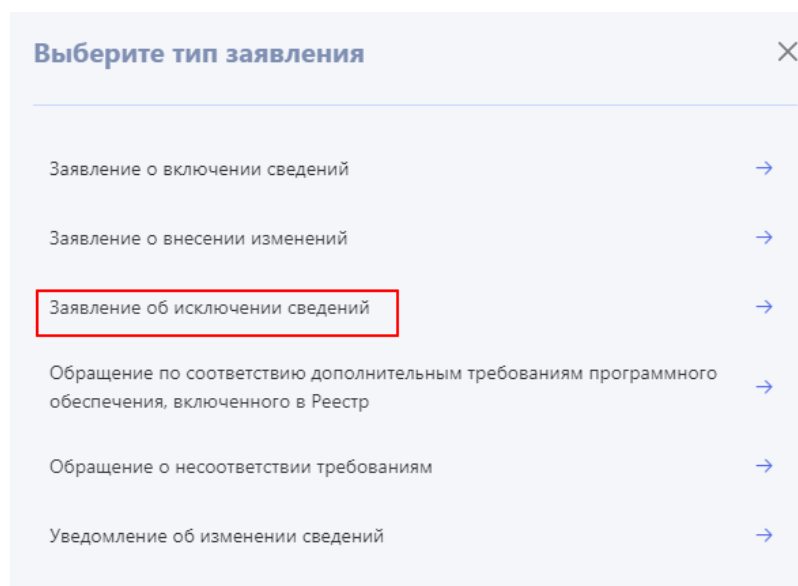 Выберите тип заявления
Заявление о включении сведений
Заявление о внесении изменений
Заявление об исключении сведений
Обращение по соответствию дополнительным требованиям программного
обеспечения, включенного в Реестр
Обращение о несоответствии требованиям
Уведомление об изменении сведений